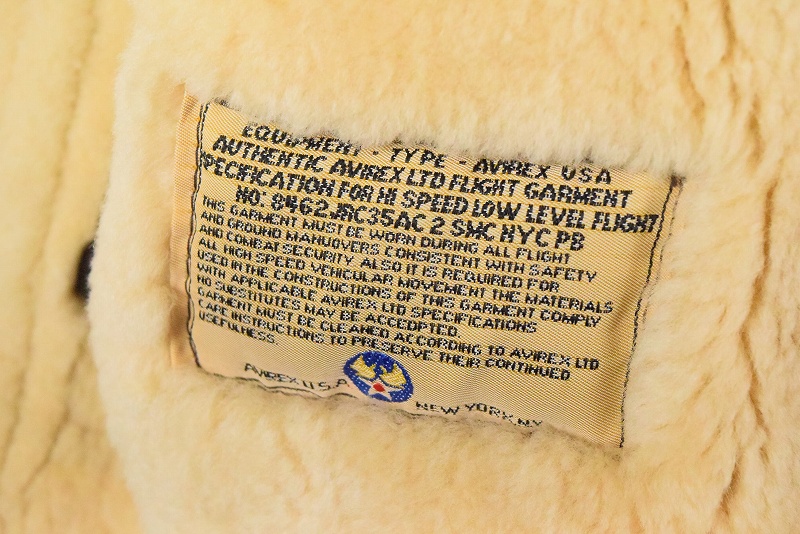 EQUIPMENT TYPE - AVIREX USA
AUTHENTIC AVIREX LTD FLIGHT GARMENT
SPECIFICATION FOR HI SPEED LOW LEVEL FLIGHT
NO. 8462JRC35AC 2 SMC NYC PB
THIS GARMENT MUST BE WORN DURING ALL FLIGHT
AND GROUND MANUOVERS CONSISTENT WITH SAFETY
AND COMBAT SECURITY ALSO IT IS REQUIRED FOR
ALL HIGH SPEED VEHICULAR MOVEMENT THE MATERIALS
USED IN THE CONSTRUCTIONS OF THIS GARMENT COMPLY
WITH APPLICABLE AVIREX LTD SPECIFICATIONS
NO SUBSTITUTES MAY BE ACCEDPTED.
GARMENT MUST BE CLEANED ACCORDING TO AVIREX LTD
CARE INSTRUCTIONS TO PRESERVE THEIR CONTINUED
USEFULNESS.
AVIREX U.S.A NEW YORK NY